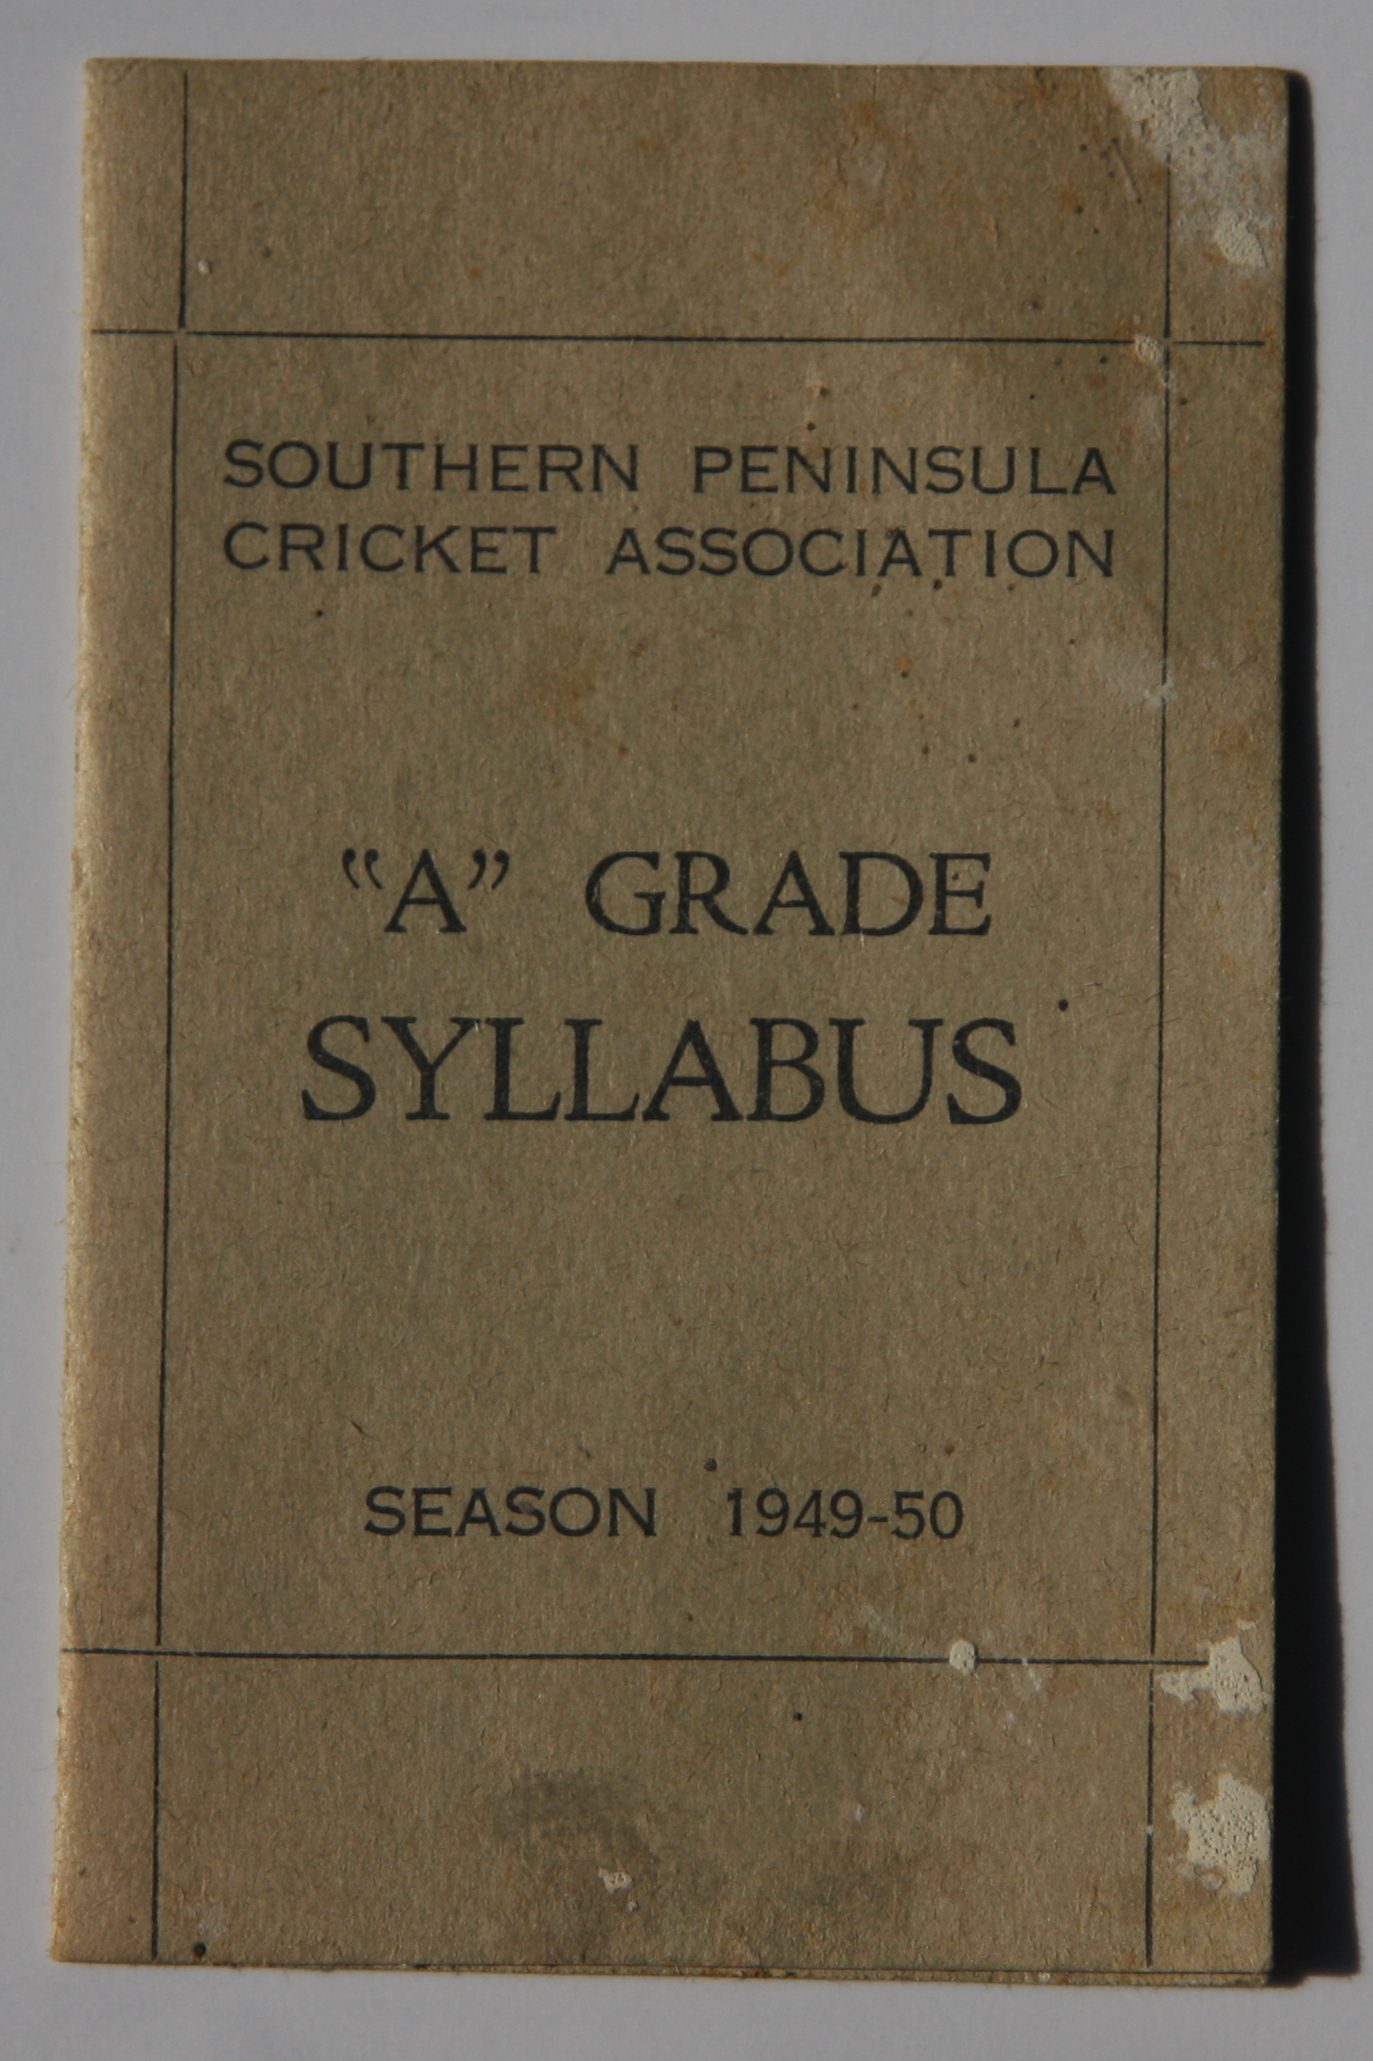 SOUTHERN PENINSULA
CRICKET ASSOCIATION
“A” GRADE
SYLLABUS
SEASON 1949-50